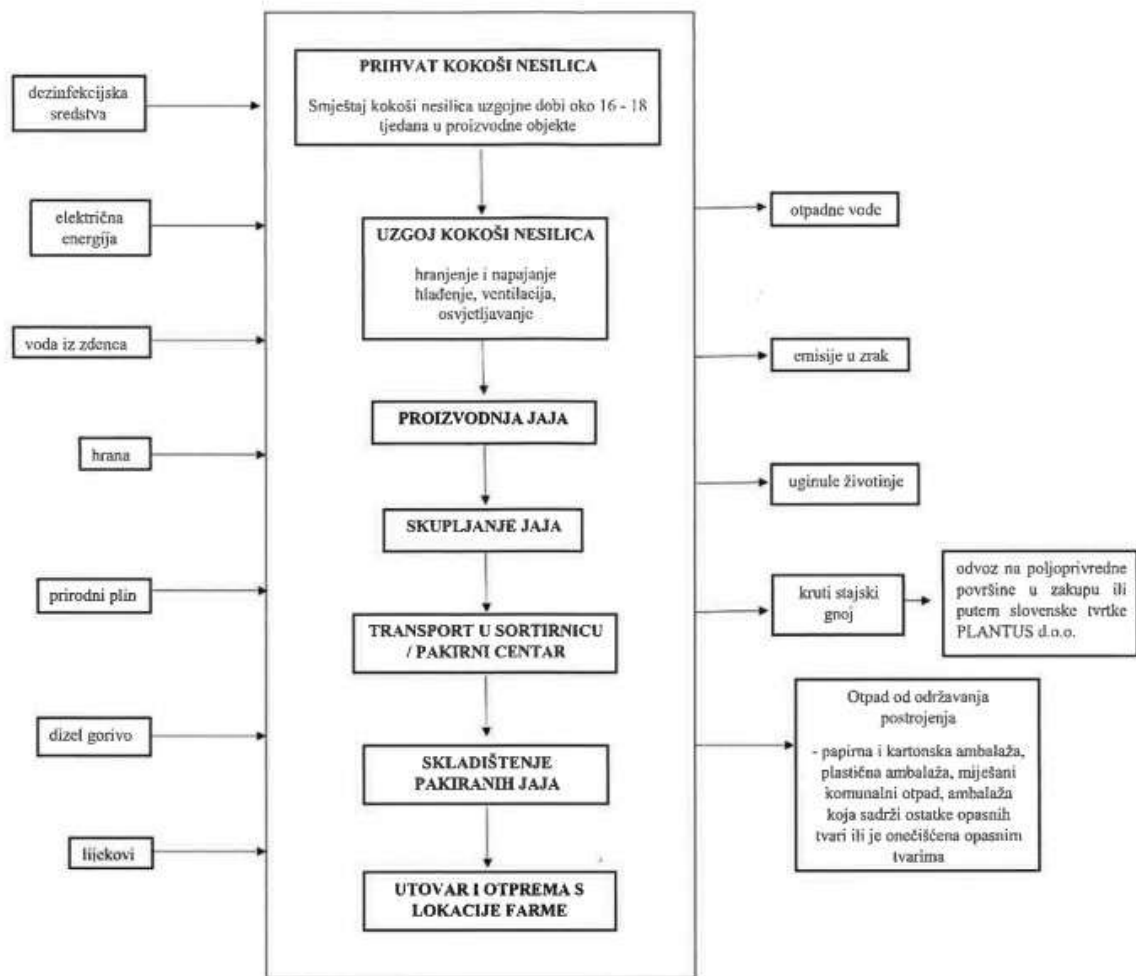 dezinfekcijska
sredstva
električna
energija
voda iz zdenca
hrana
prirodni plin
dizel gorivo
lijekovi
PRIHVAT KOKOŠI NESILICA
Smještaj kokoši nesilica uzgojne dobi oko 16 - 18
tjedana u proizvodne objekte
UZGOJ KOKOŠI NESILICA
hranjenje i napajanje
hlađenje, ventilacija,
osvjetljavanje
PROIZVODNJA JAJA
SKUPLJANJE JAJA
TRANSPORT U SORTIRNICU
/ PAKIRNI CENTAR
SKLADIŠTENJE
PAKIRANIH JAJA
UTOVAR I OTPREMA S
LOKACIJE FARME
otpadne vode
emisije u zrak
uginule životinje
kruti stajski
gnoj
odvoz na poljoprivredne
površine u zakupu ili
putem slovenske tvrtke
PLANTUS d.o.o.
Otpad od održavanja
postrojenja
- papirna i kartonska ambalaža,
plastična ambalaža, miješani
komunalni otpad, ambalaža
koja sadrži ostatke opasnih
tvari ili je onečišćena opasnim
tvarima